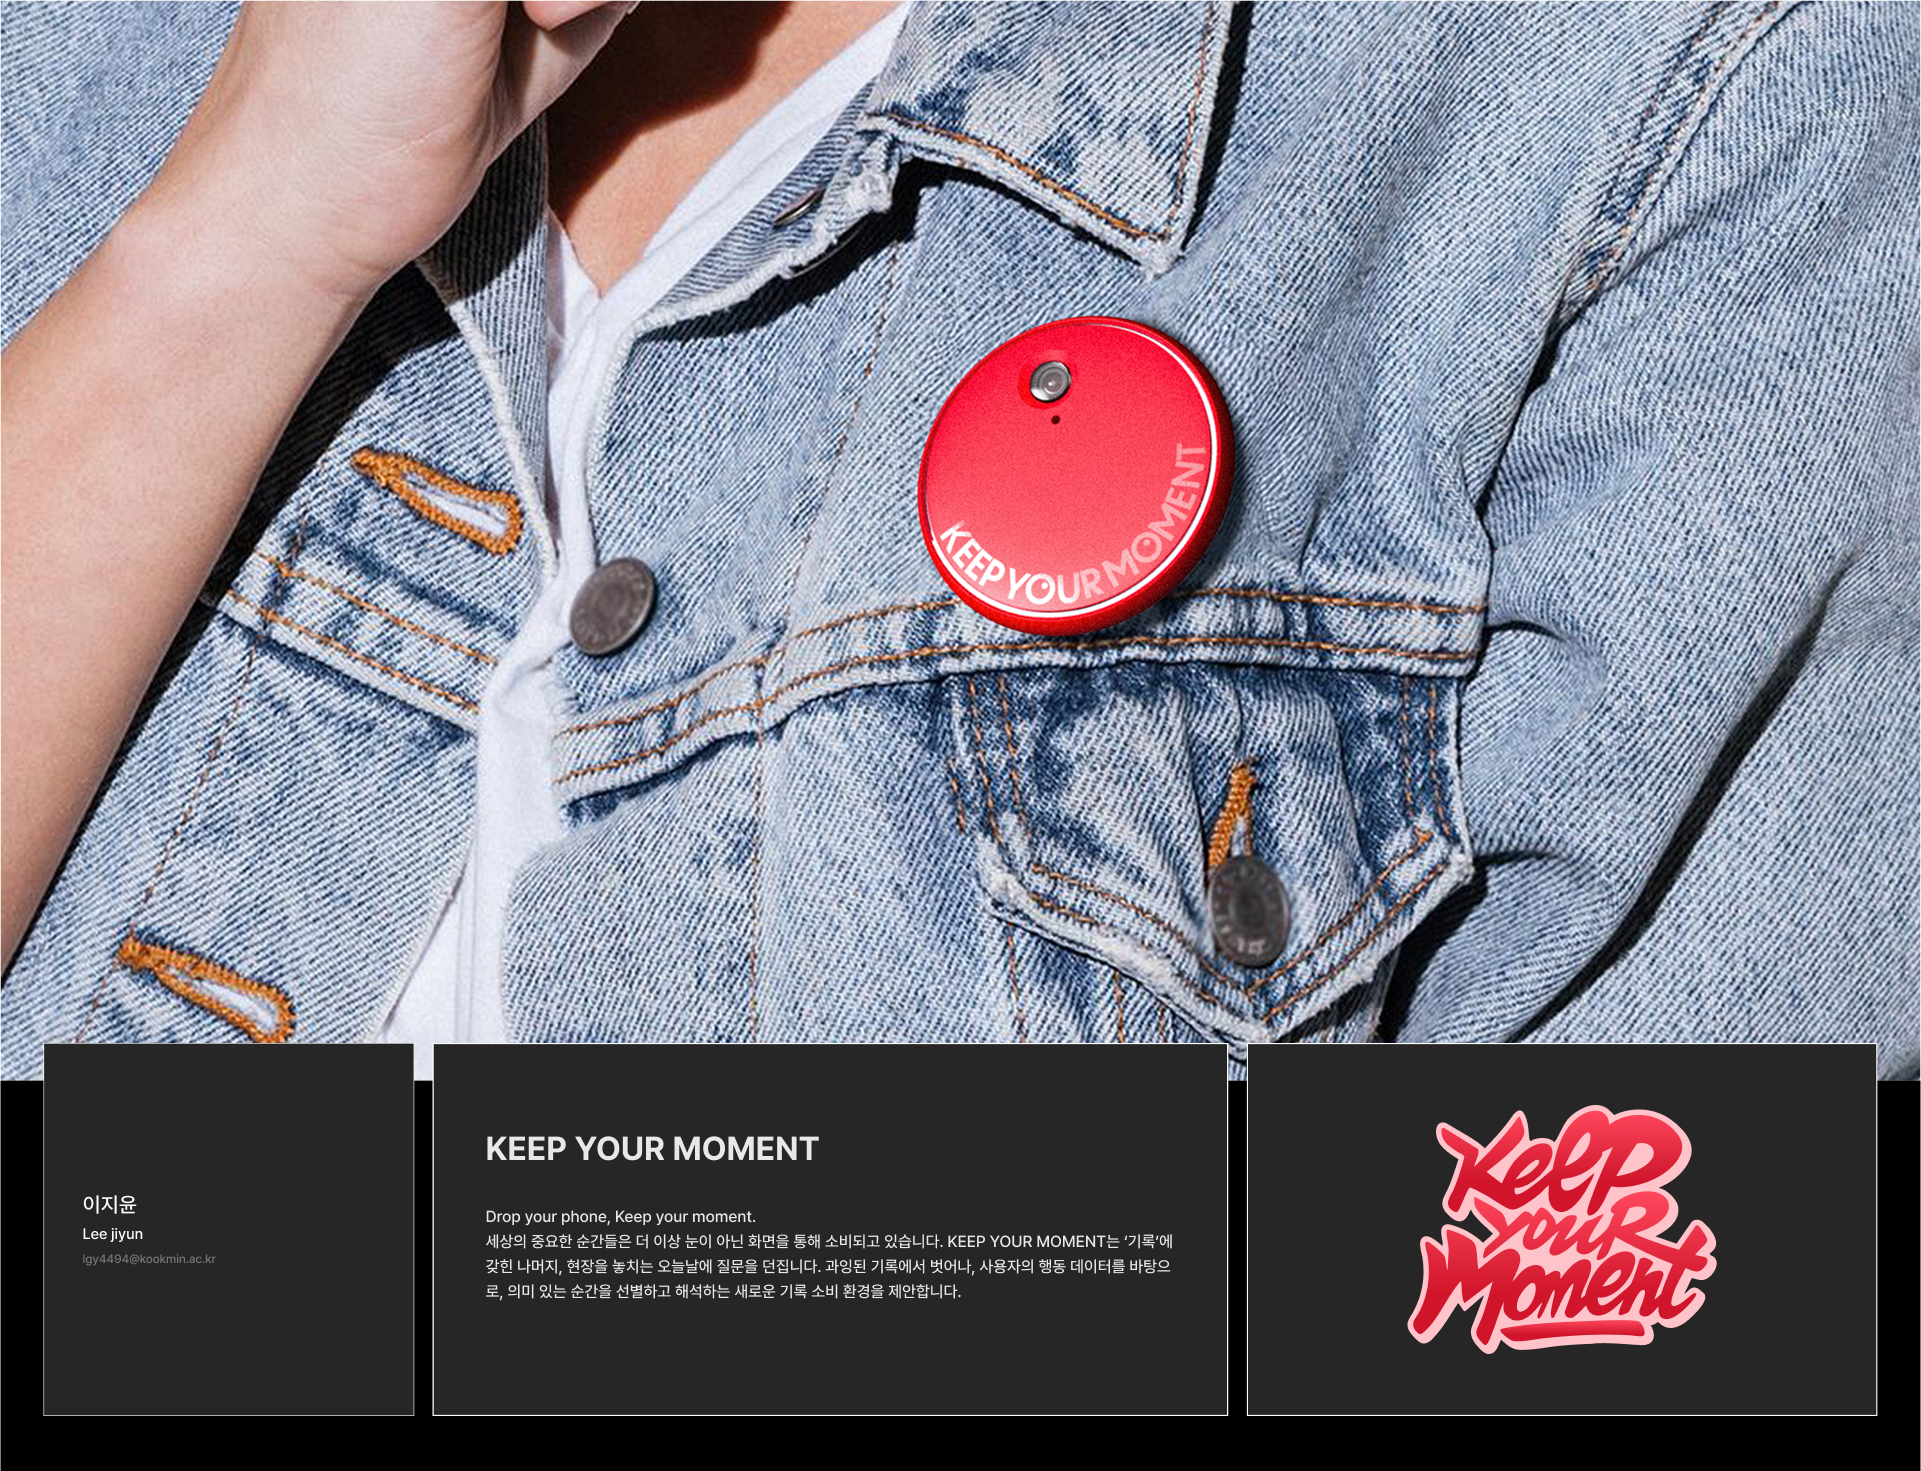 KEEP YOUR MOMENT
이지윤
Lee jiyun
lgy4494@kookmin.ac.kr
KEEP YOUR MOMENT
Drop your phone, Keep your moment.
세상의 중요한 순간들은 더 이상 눈이 아닌 화면을 통해 소비되고 있습니다. KEEP YOUR MOMENT는 ‘기록’에
갖힌 나머지, 현장을 놓치는 오늘날에 질문을 던집니다. 과잉된 기록에서 벗어나, 사용자의 행동 데이터를 바탕으
로, 의미 있는 순간을 선별하고 해석하는 새로운 기록 소비 환경을 제안합니다.
Keep
your
Moment